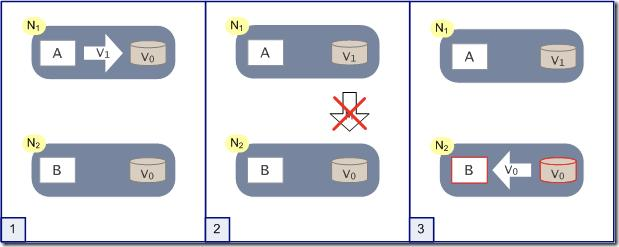 N₁
A V₁ V₀
N₂
B V₀
1
N₁
A V₁
N₂
B V₀
2
N₁
A V₁
N₂
B V₀ V₀
3